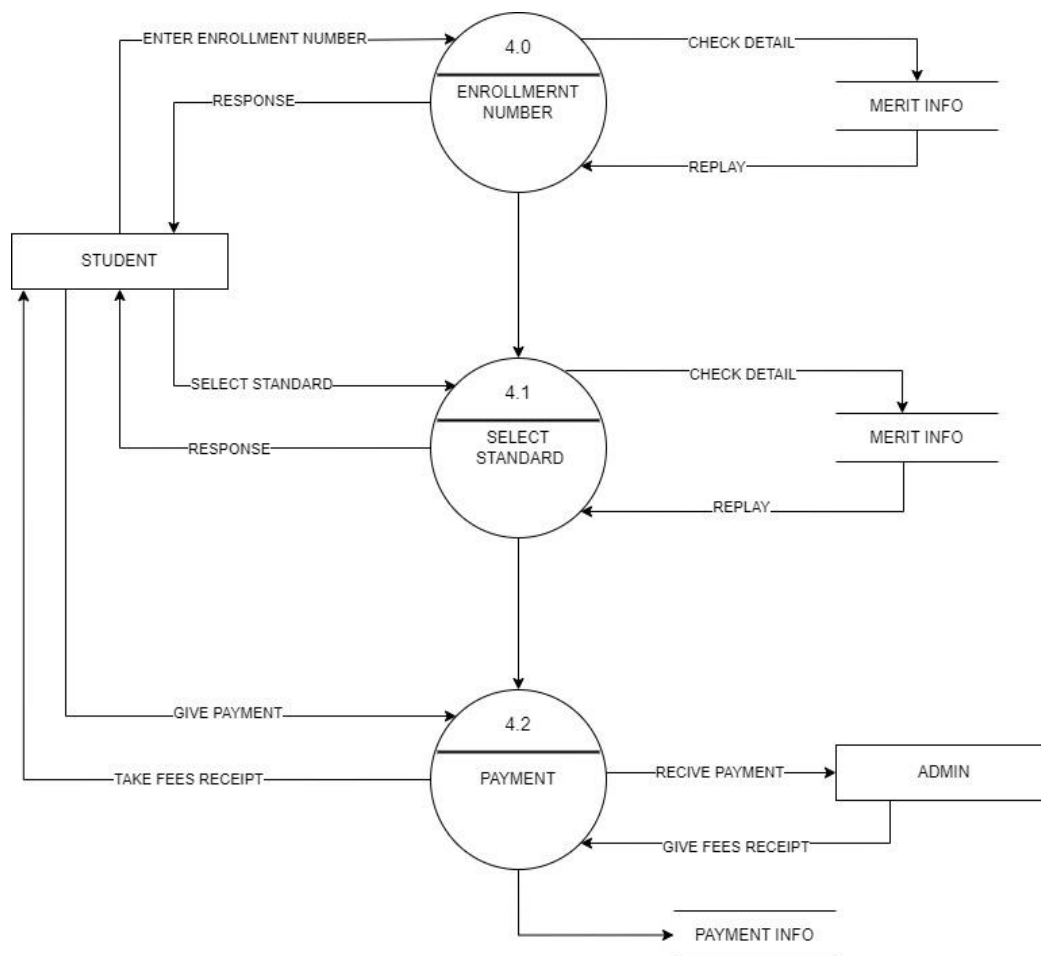 ENTER ENROLLMENT NUMBER
4.0
CHECK DETAIL
ENROLLMERNT
NUMBER
RESPONSE
MERIT INFO
REPLAY
STUDENT
SELECT STANDARD
4.1
CHECK DETAIL
SELECT
STANDARD
RESPONSE
MERIT INFO
REPLAY
GIVE PAYMENT
4.2
TAKE FEES RECEIPT
PAYMENT
RECIVE PAYMENT
ADMIN
GIVE FEES RECEIPT
PAYMENT INFO